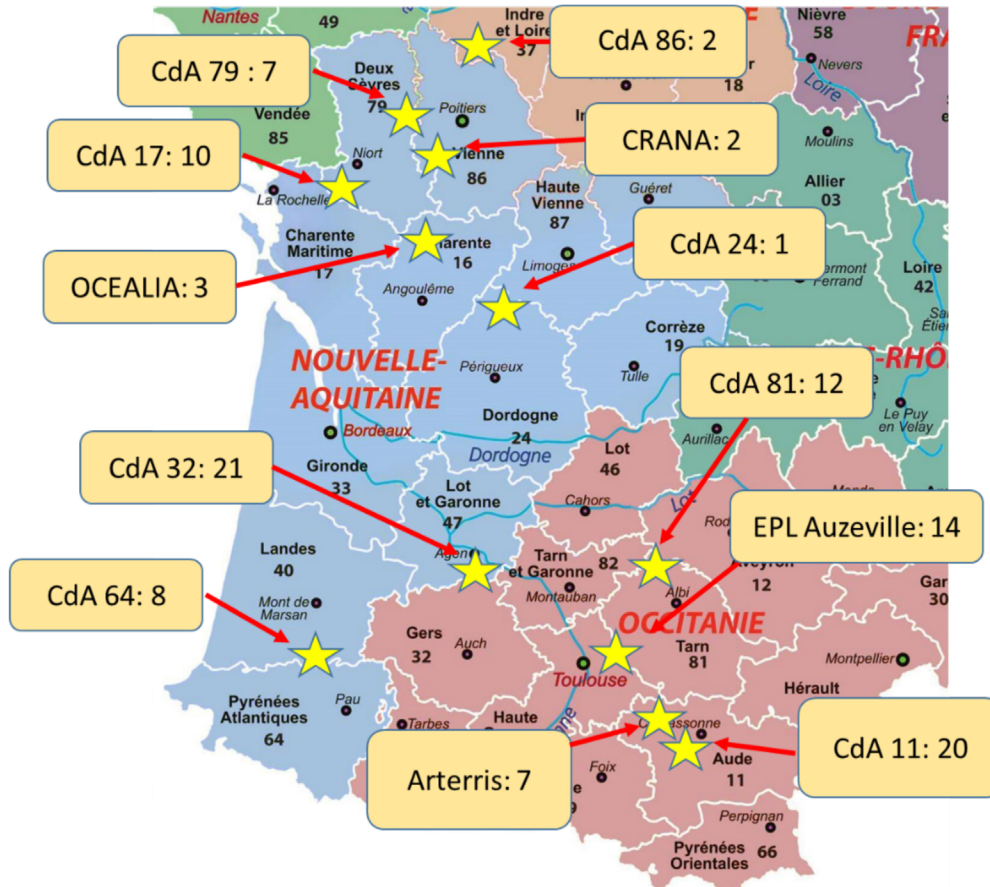 Nantes
49
Indre
et Loire
37
CdA 86: 2
Nièvre
58
Nevers
FRA
Loire
18
CdA 79 : 7
Deux
Sèvres
79
Vendée
85
Poitiers
In
CRANA: 2
Moulins
CdA 17: 10
Niort
Vienne
86
La Rochelle
Haute
Vienne
87
Guéret
Allier
03
Charente
Maritime
17
16
Limoges
CdA 24: 1
Ferrand
Loire
42
OCEALIA: 3
Angoulême
NOUVELLE-
AQUITAINE
Périgueux
Corrèze
19
Tulle
-RHÔ
CdA 81: 12
Le Puy
en Velay
Aurillac
Bordeaux
Dordogne
24
Dordogne
Lot
46
CdA 32: 21
Gironde
33
Lot
et Garonne
47
Cahors
Lot
EPL Auzeville: 14
Agen
Landes
40
Tarn
et Garonne
82
Montauban
Albi
Aveyron
12
30
CdA 64: 8
Mont de
Marsan
OCCITANIE
Gers
32
Auch
Tarn
81
Toulouse
Montpellier
Hérault
Pyrénées
Atlantiques
64
Pau
Tarbes
Haute
Arterris: 7
Foix
Aude
11
CdA 11: 20
Perpignan
Pyrénées
Orientales
66